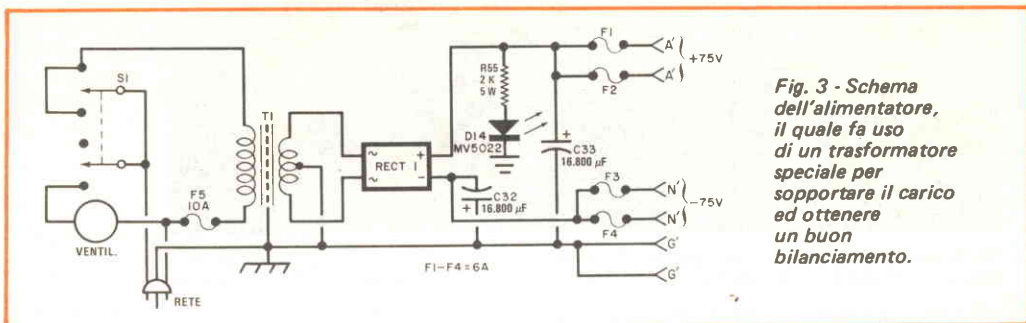 S1
VENTIL.
F5
10A
RETE
T1
RECT 1
~
~
+
-
R55
2 K
5 W
D14
MV5022
+
C33
16.800 µF
C32
16.800 µF
+
F1
F2
F3
F4
A'
A'
+75V
N'
N'
-75V
G'
G'
F1-F4=6A
Fig. 3 - Schema
dell'alimentatore,
il quale fa uso
di un trasformatore
speciale per
sopportare il carico
ed ottenere
un buon
bilanciamento.